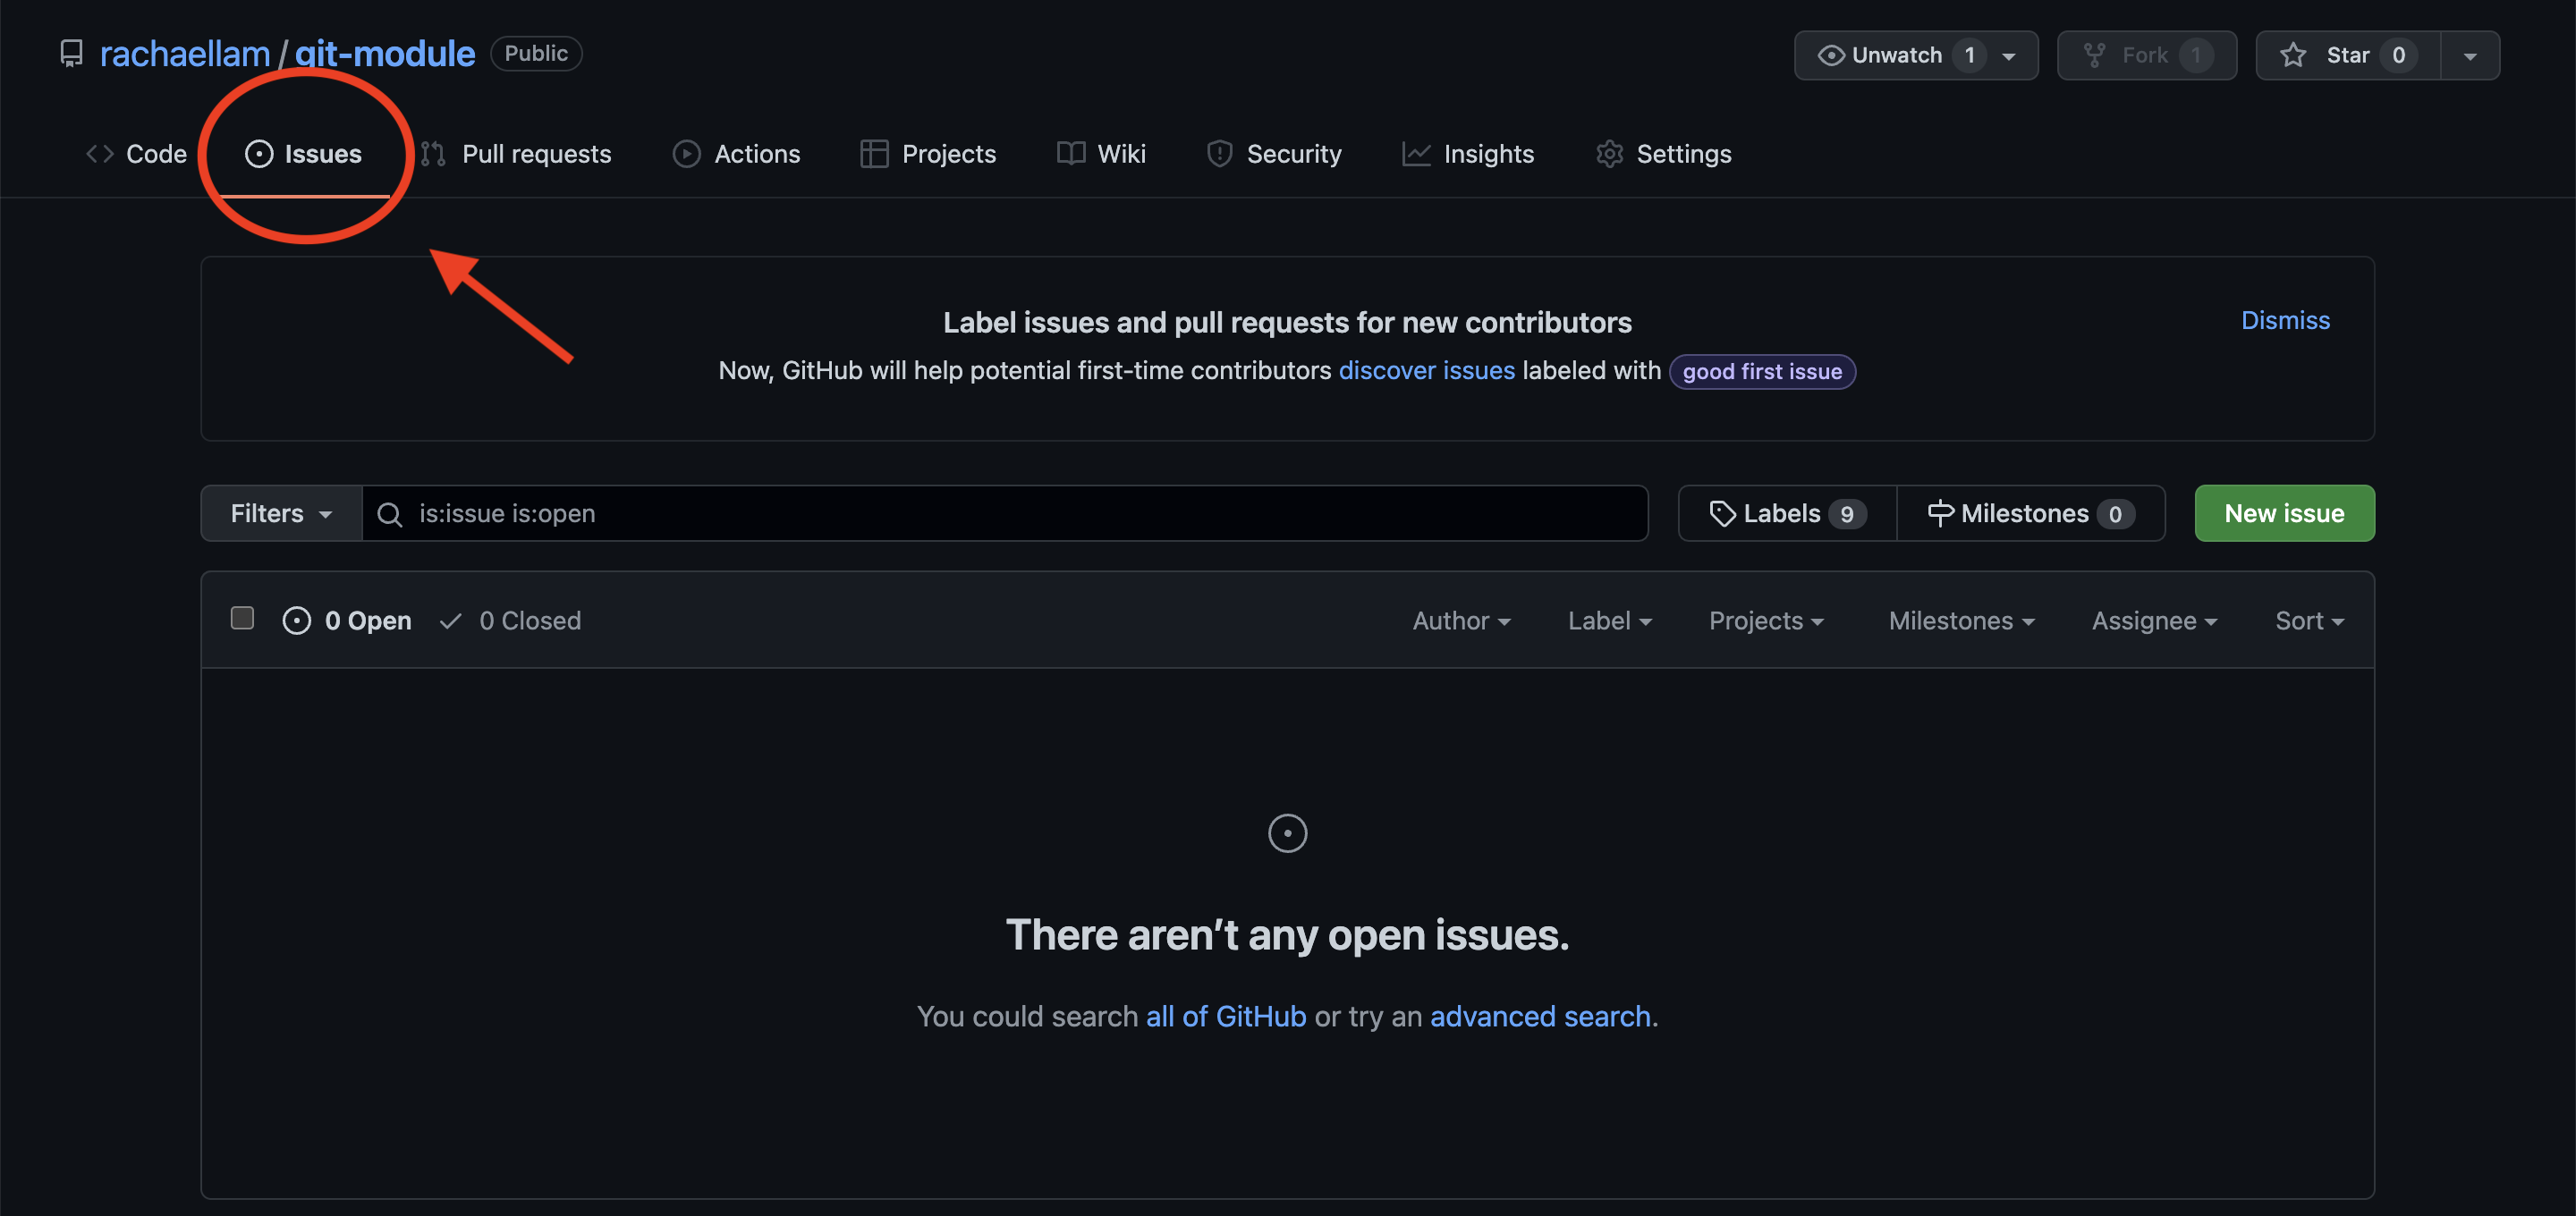 rachaellam / git-module Public Unwatch 1 Fork 1 Star 0
Code Issues Pull requests Actions Projects Wiki Security Insights Settings
Label issues and pull requests for new contributors
Dismiss
Now, GitHub will help potential first-time contributors discover issues labeled with good first issue
Filters is:issue is:open Labels 9 Milestones 0 New issue
0 Open 0 Closed Author Label Projects Milestones Assignee Sort
There aren’t any open issues.
You could search all of GitHub or try an advanced search.